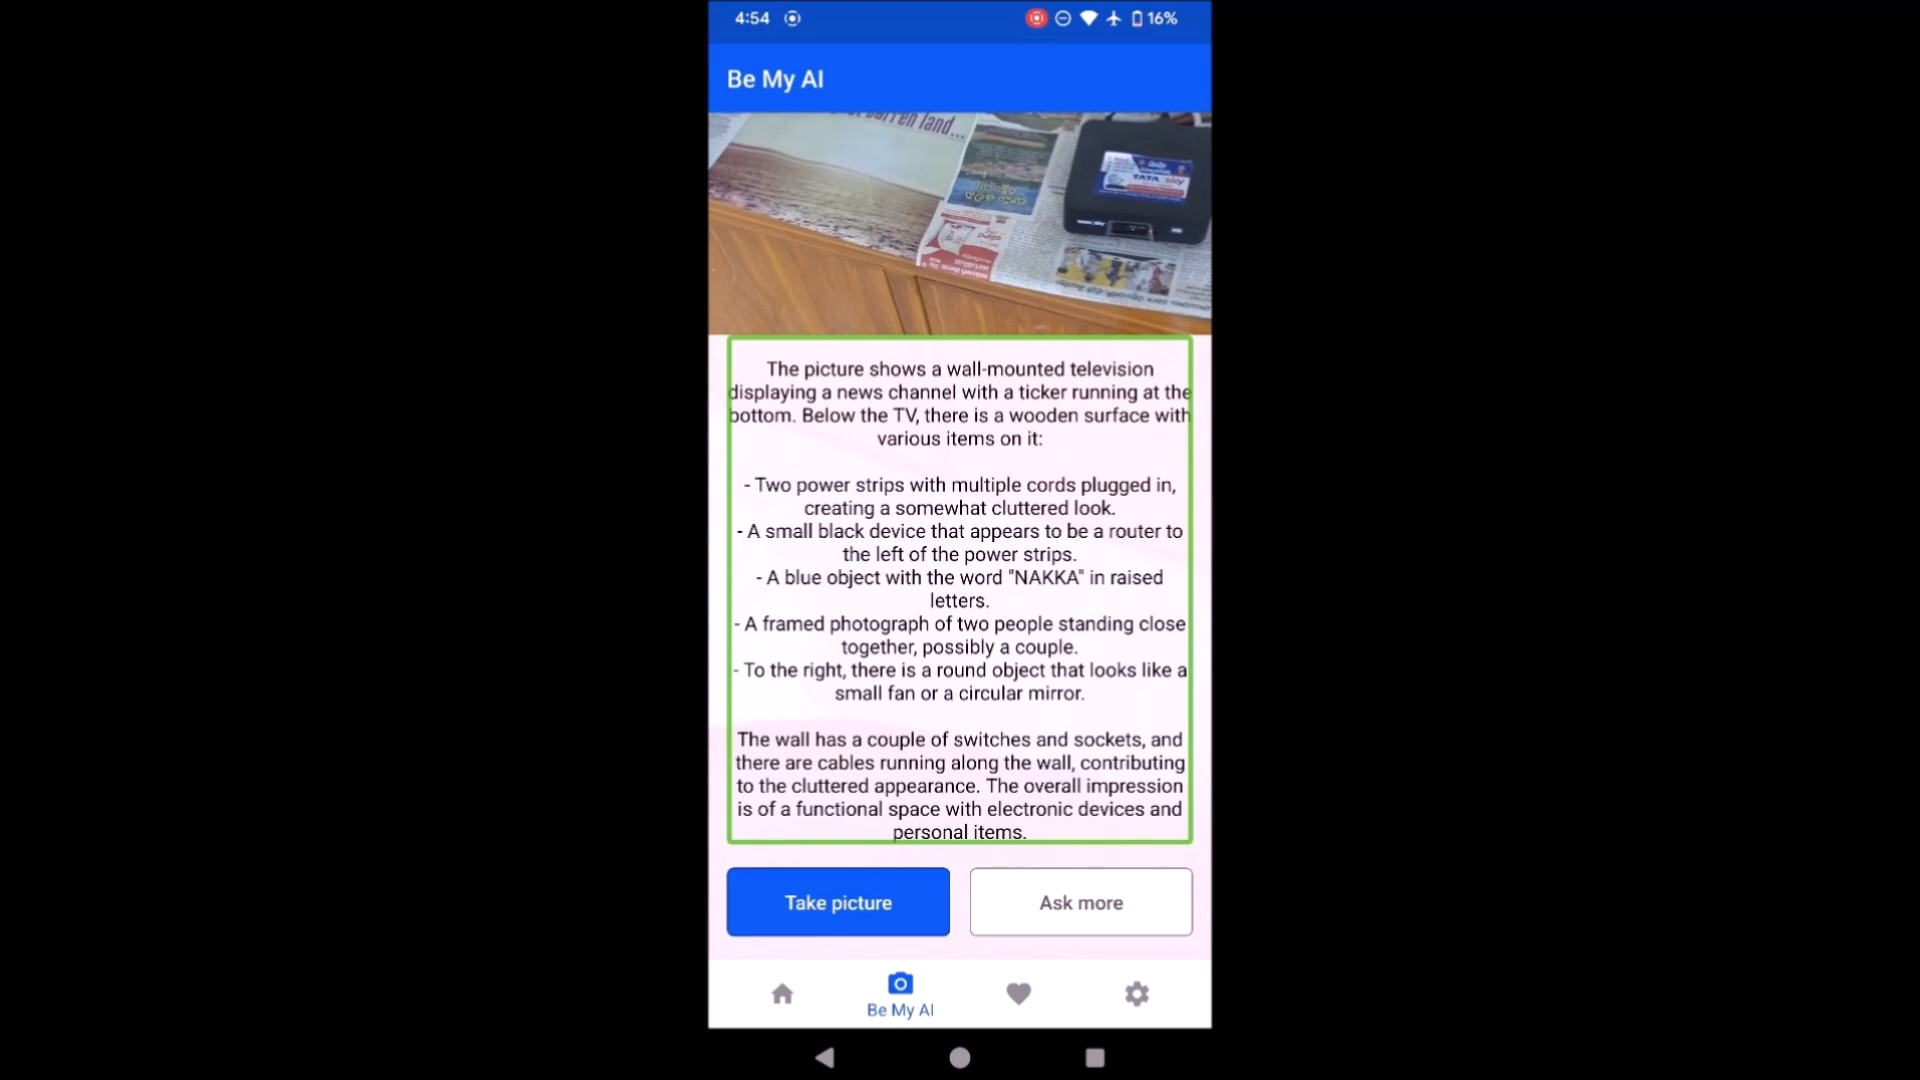 4:54
16%
Be My AI
barren land...
TATA sky
The picture shows a wall-mounted television
displaying a news channel with a ticker running at the
bottom. Below the TV, there is a wooden surface with
various items on it:
- Two power strips with multiple cords plugged in,
creating a somewhat cluttered look.
- A small black device that appears to be a router to
the left of the power strips.
- A blue object with the word "NAKKA" in raised
letters.
- A framed photograph of two people standing close
together, possibly a couple.
- To the right, there is a round object that looks like a
small fan or a circular mirror.
The wall has a couple of switches and sockets, and
there are cables running along the wall, contributing
to the cluttered appearance. The overall impression
is of a functional space with electronic devices and
personal items.
Take picture
Ask more
Be My AI